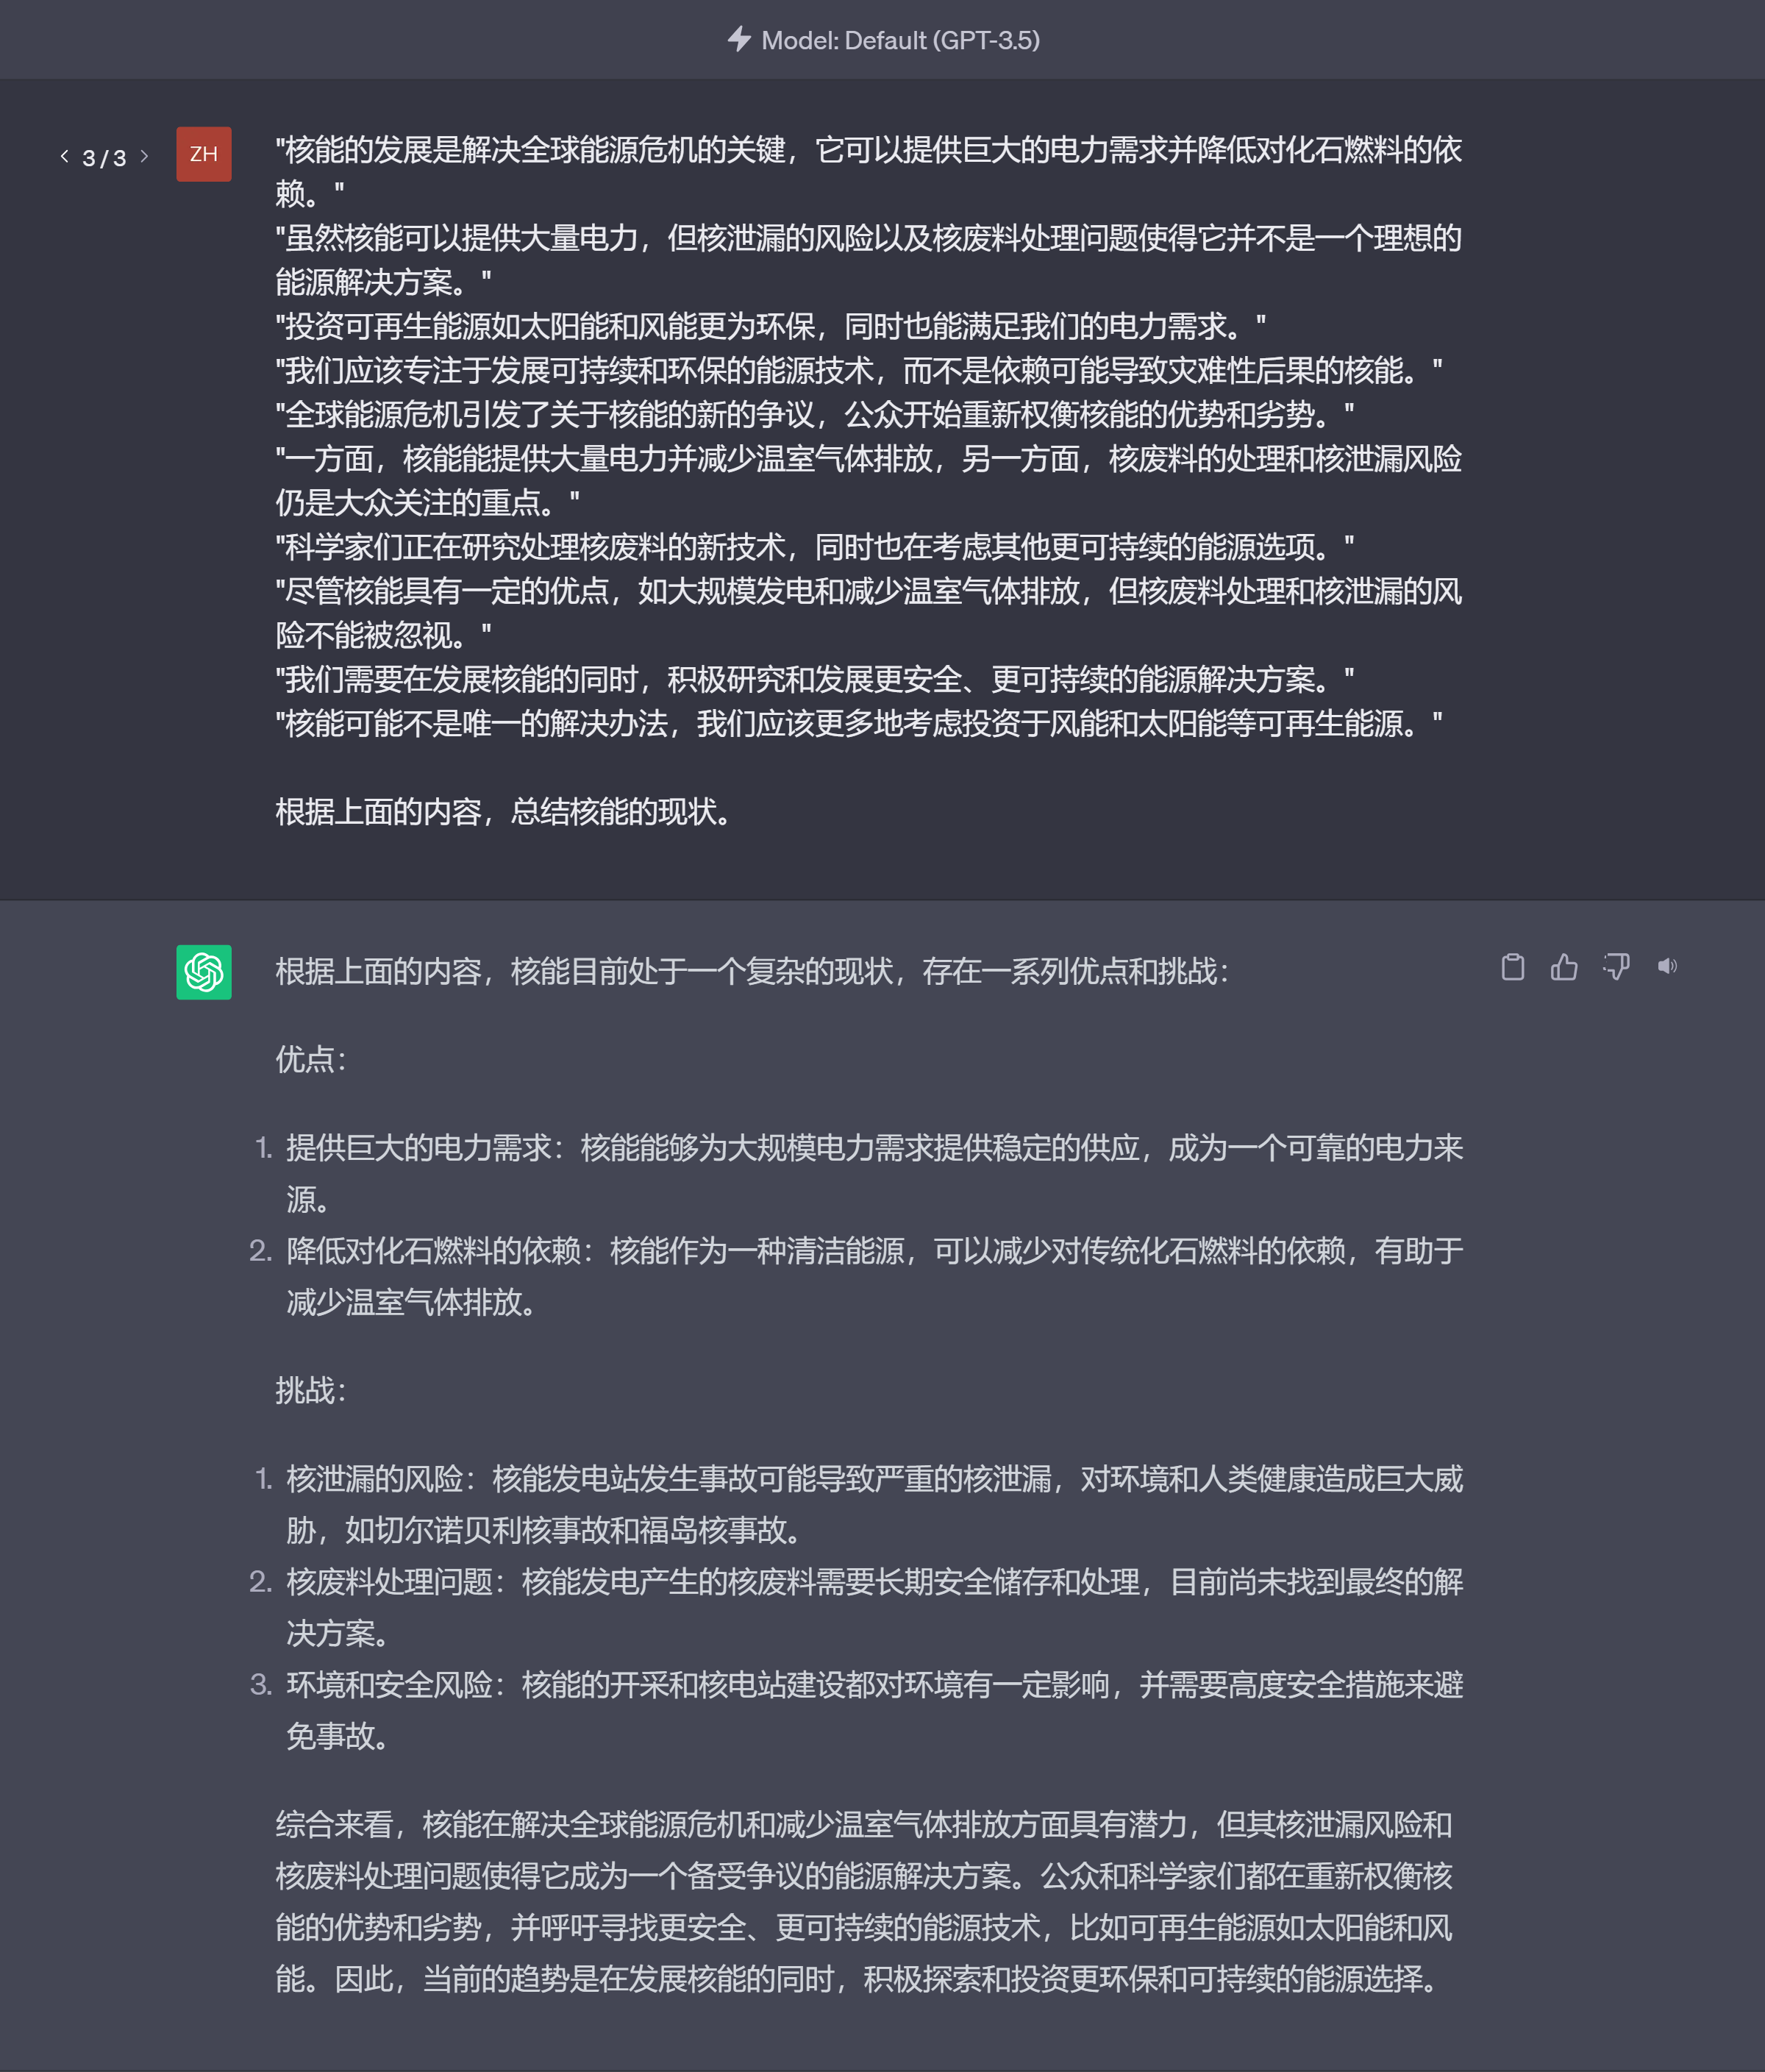 Model: Default (GPT-3.5)
3 / 3
ZH
"核能的发展是解决全球能源危机的关键，它可以提供巨大的电力需求并降低对化石燃料的依
赖。"
"虽然核能可以提供大量电力，但核泄漏的风险以及核废料处理问题使得它并不是一个理想的
能源解决方案。"
"投资可再生能源如太阳能和风能更为环保，同时也能满足我们的电力需求。"
"我们应该专注于发展可持续和环保的能源技术，而不是依赖可能导致灾难性后果的核能。"
"全球能源危机引发了关于核能的新的争议，公众开始重新权衡核能的优势和劣势。"
"一方面，核能能提供大量电力并减少温室气体排放，另一方面，核废料的处理和核泄漏风险
仍是大众关注的重点。"
"科学家们正在研究处理核废料的新技术，同时也在考虑其他更可持续的能源选项。"
"尽管核能具有一定的优点，如大规模发电和减少温室气体排放，但核废料处理和核泄漏的风
险不能被忽视。"
"我们需要在发展核能的同时，积极研究和发展更安全、更可持续的能源解决方案。"
"核能可能不是唯一的解决办法，我们应该更多地考虑投资于风能和太阳能等可再生能源。"
根据上面的内容，总结核能的现状。
根据上面的内容，核能目前处于一个复杂的现状，存在一系列优点和挑战：
优点：
1. 提供巨大的电力需求：核能能够为大规模电力需求提供稳定的供应，成为一个可靠的电力来
源。
2. 降低对化石燃料的依赖：核能作为一种清洁能源，可以减少对传统化石燃料的依赖，有助于
减少温室气体排放。
挑战：
1. 核泄漏的风险：核能发电站发生事故可能导致严重的核泄漏，对环境和人类健康造成巨大威
胁，如切尔诺贝利核事故和福岛核事故。
2. 核废料处理问题：核能发电产生的核废料需要长期安全储存和处理，目前尚未找到最终的解
决方案。
3. 环境和安全风险：核能的开采和核电站建设都对环境有一定影响，并需要高度安全措施来避
免事故。
综合来看，核能在解决全球能源危机和减少温室气体排放方面具有潜力，但其核泄漏风险和
核废料处理问题使得它成为一个备受争议的能源解决方案。公众和科学家们都在重新权衡核
能的优势和劣势，并呼吁寻找更安全、更可持续的能源技术，比如可再生能源如太阳能和风
能。因此，当前的趋势是在发展核能的同时，积极探索和投资更环保和可持续的能源选择。